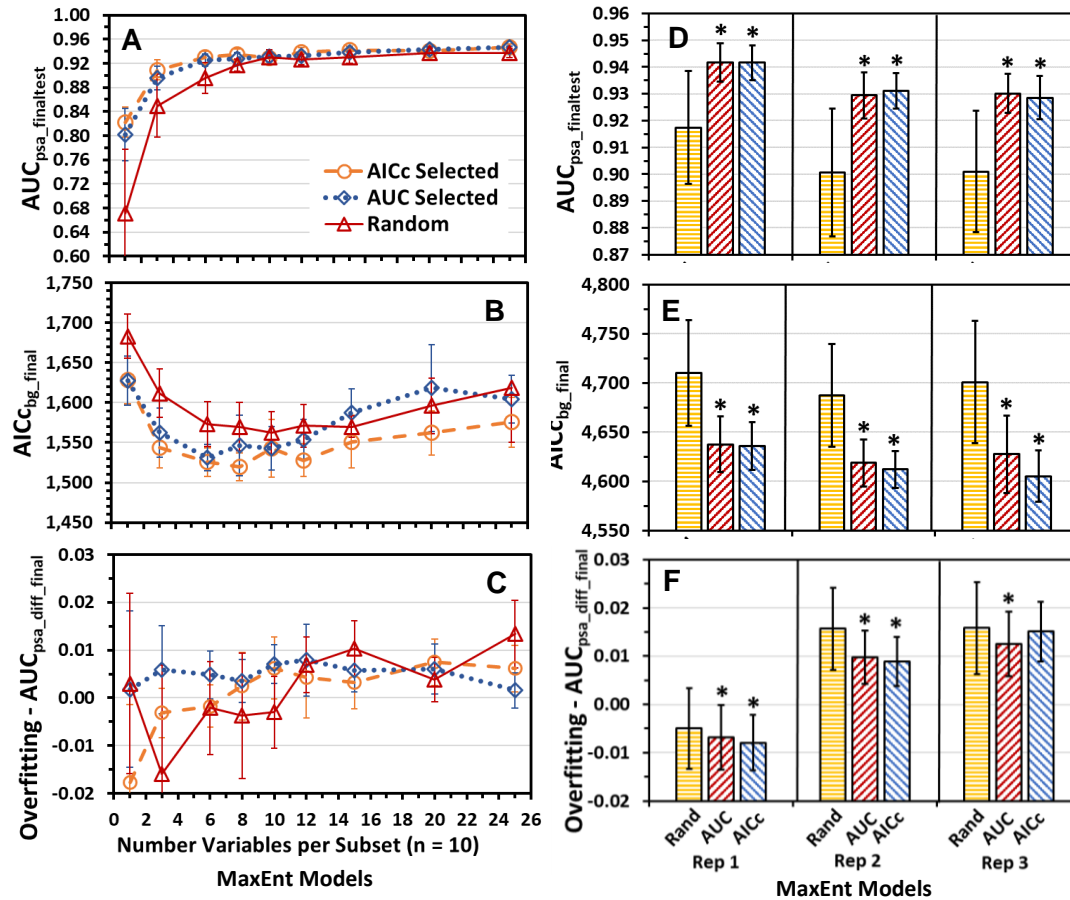 A
AUCpsa_finaltest
1.00
0.96
0.92
0.88
0.84
0.80
0.76
0.72
0.68
0.64
0.60
AICc Selected
AUC Selected
Random
B
AICcbg_final
1,750
1,700
1,650
1,600
1,550
1,500
1,450
C
Overfitting - AUCpsa_diff_final
0.03
0.02
0.01
0.00
-0.01
-0.02
0 2 4 6 8 10 12 14 16 18 20 22 24 26
Number Variables per Subset (n = 10)
MaxEnt Models
D
AUCpsa_finaltest
0.96
0.95
0.94
0.93
0.92
0.91
0.90
0.89
0.88
0.87
* *
* *
* *
E
AICcbg_final
4,800
4,750
4,700
4,650
4,600
4,550
* *
* *
* *
F
Overfitting - AUCpsa_diff_final
0.03
0.02
0.01
0.00
-0.01
-0.02
* *
* *
*
Rand AUC AICc Rand AUC AICc Rand AUC AICc
Rep 1 Rep 2 Rep 3
MaxEnt Models